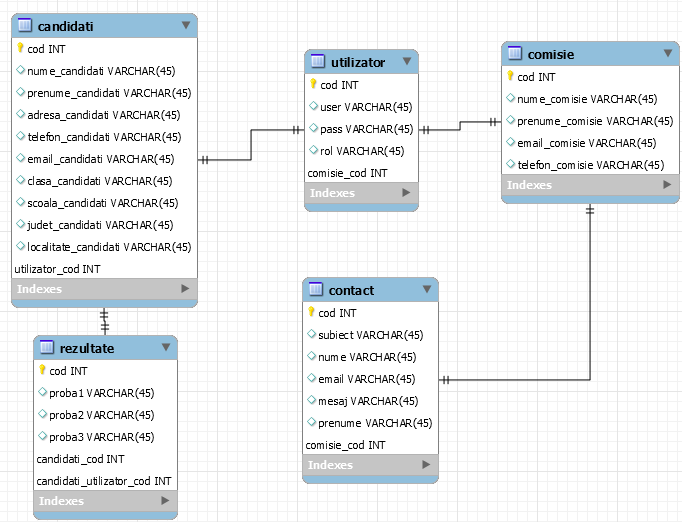 candidati
cod INT
nume_candidati VARCHAR(45)
prenume_candidati VARCHAR(45)
adresa_candidati VARCHAR(45)
telefon_candidati VARCHAR(45)
email_candidati VARCHAR(45)
clasa_candidati VARCHAR(45)
scoala_candidati VARCHAR(45)
judet_candidati VARCHAR(45)
localitate_candidati VARCHAR(45)
utilizator_cod INT
Indexes
utilizator
cod INT
user VARCHAR(45)
pass VARCHAR(45)
rol VARCHAR(45)
comisie_cod INT
Indexes
comisie
cod INT
nume_comisie VARCHAR(45)
prenume_comisie VARCHAR(45)
email_comisie VARCHAR(45)
telefon_comisie VARCHAR(45)
Indexes
rezultate
cod INT
proba1 VARCHAR(45)
proba2 VARCHAR(45)
proba3 VARCHAR(45)
candidati_cod INT
candidati_utilizator_cod INT
Indexes
contact
cod INT
subiect VARCHAR(45)
nume VARCHAR(45)
email VARCHAR(45)
mesaj VARCHAR(45)
prenume VARCHAR(45)
comisie_cod INT
Indexes